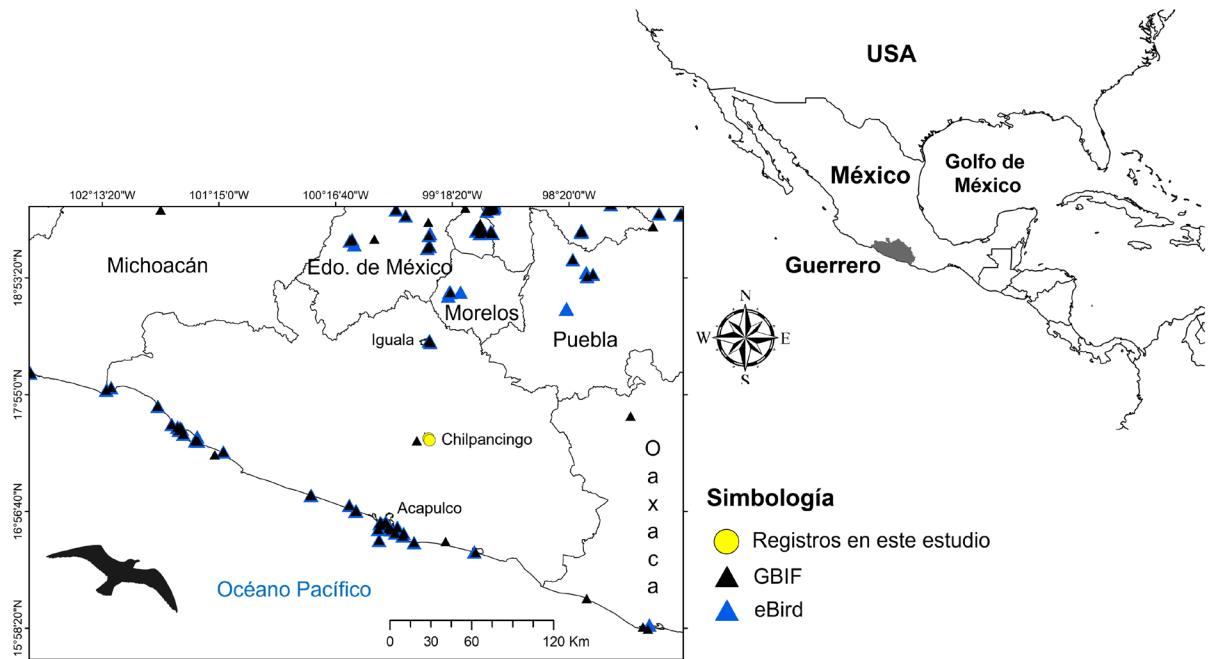 USA
México
Golfo de
México
Guerrero
N
W
E
S
102°13'20"W
101°15'0"W
100°16'40"W
99°18'20"W
98°20'0"W
18°53'20"N
17°55'0"N
16°56'40"N
15°58'20"N
Michoacán
Edo. de México
Morelos
Puebla
Iguala
Chilpancingo
Acapulco
Oaxaca
Océano Pacífico
0 30 60 120 Km
Simbología
Registros en este estudio
GBIF
eBird